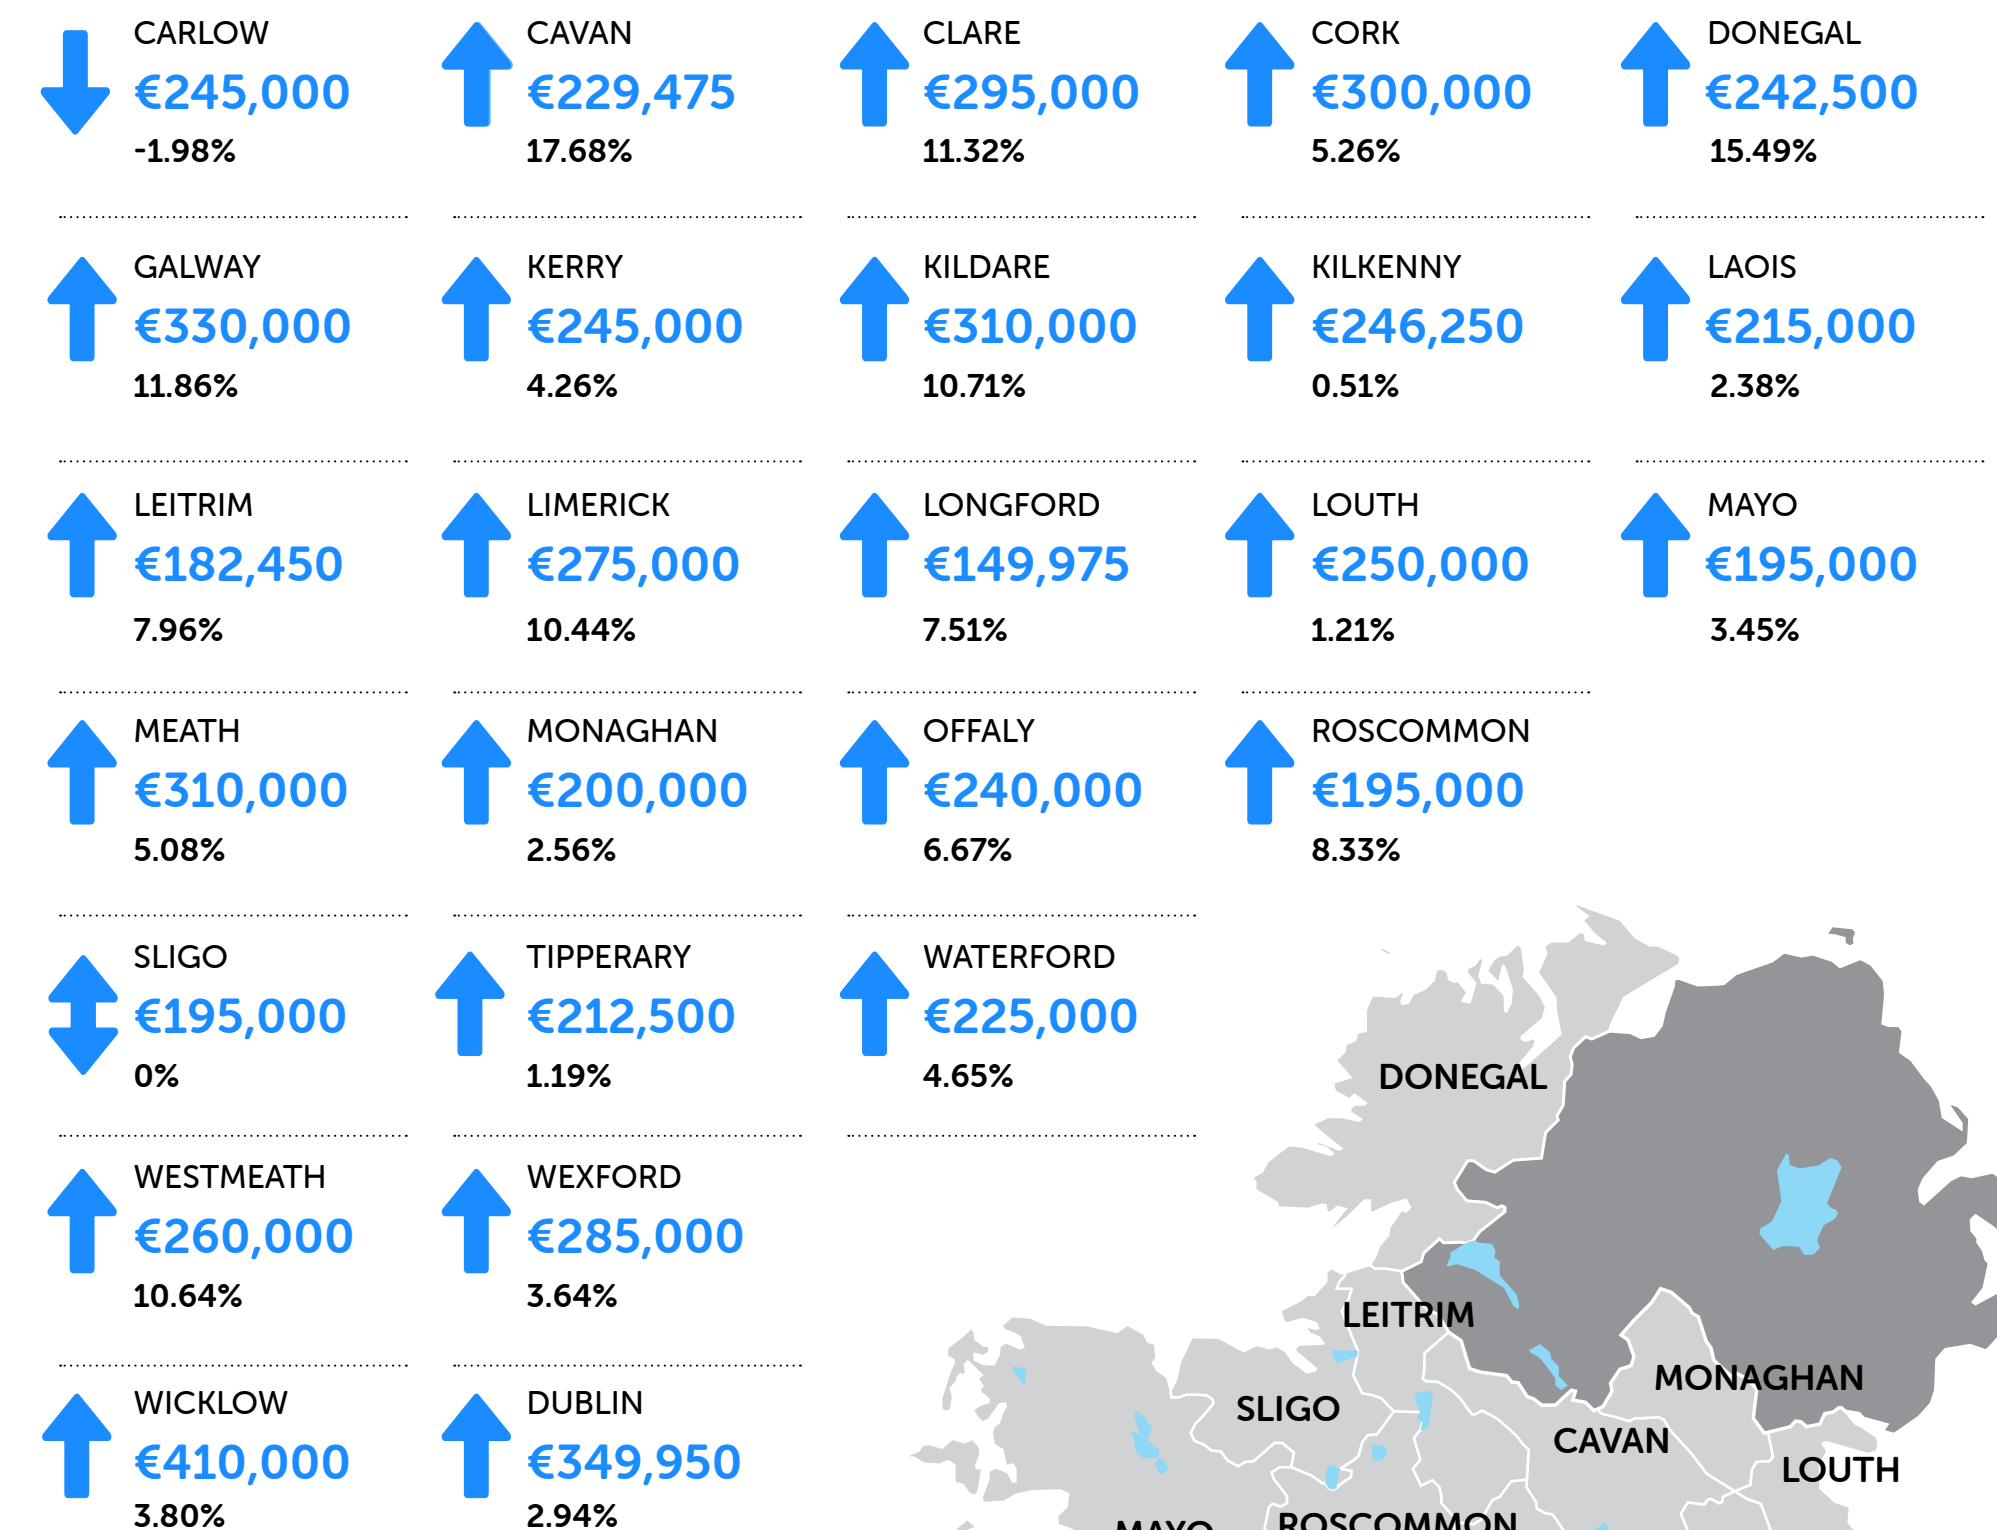 CARLOW
€245,000
-1.98%
CAVAN
€229,475
17.68%
CLARE
€295,000
11.32%
CORK
€300,000
5.26%
DONEGAL
€242,500
15.49%
GALWAY
€330,000
11.86%
KERRY
€245,000
4.26%
KILDARE
€310,000
10.71%
KILKENNY
€246,250
0.51%
LAOIS
€215,000
2.38%
LEITRIM
€182,450
7.96%
LIMERICK
€275,000
10.44%
LONGFORD
€149,975
7.51%
LOUTH
€250,000
1.21%
MAYO
€195,000
3.45%
MEATH
€310,000
5.08%
MONAGHAN
€200,000
2.56%
OFFALY
€240,000
6.67%
ROSCOMMON
€195,000
8.33%
SLIGO
€195,000
0%
TIPPERARY
€212,500
1.19%
WATERFORD
€225,000
4.65%
WESTMEATH
€260,000
10.64%
WEXFORD
€285,000
3.64%
WICKLOW
€410,000
3.80%
DUBLIN
€349,950
2.94%
DONEGAL
LEITRIM
MONAGHAN
SLIGO
CAVAN
LOUTH
MAYO
ROSCOMMON